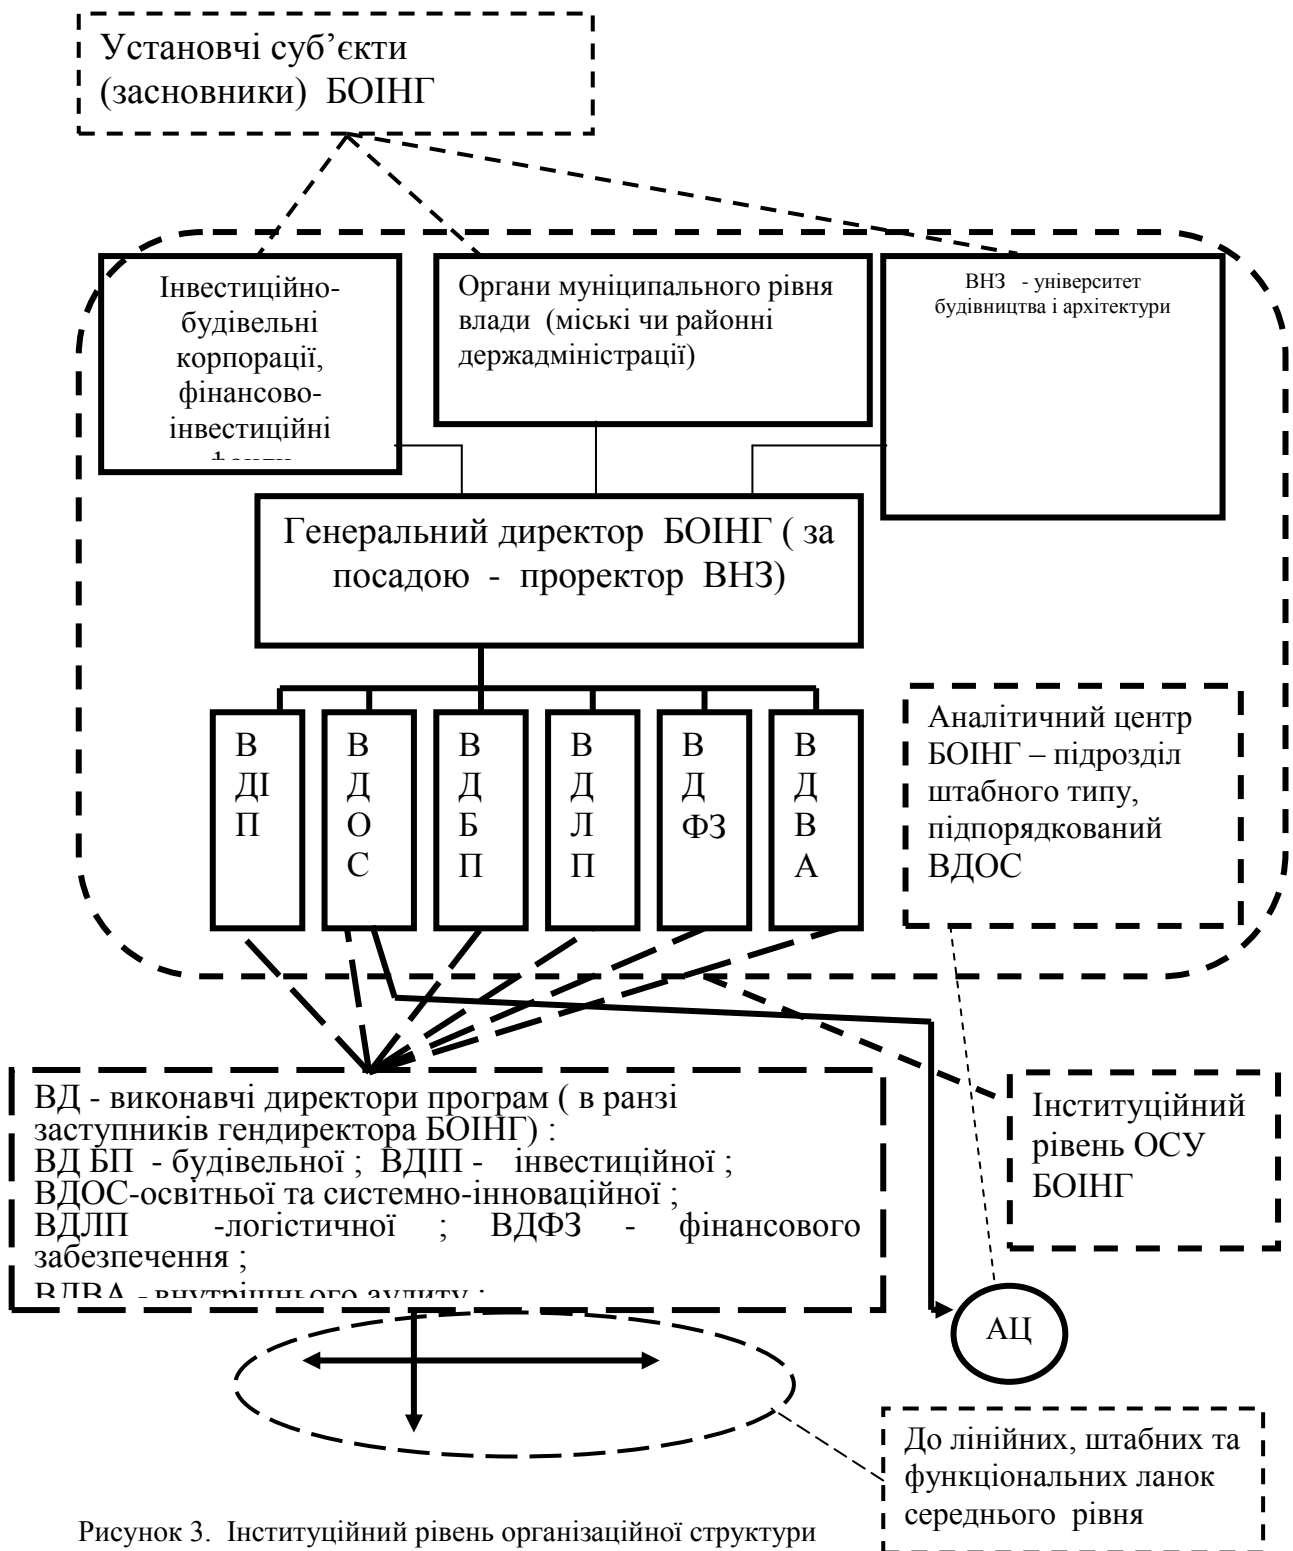 Установчі суб’єкти
(засновники) БОІНГ
Інвестиційно-
будівельні
корпорації,
фінансово-
інвестиційні
Органи муніципального рівня
влади (міські чи районні
держадміністрації)
ВНЗ - університет
будівництва і архітектури
Генеральний директор БОІНГ ( за
посадою - проректор ВНЗ)
В
ДІ
П
В
Д
О
С
В
Д
Б
П
В
Д
Л
П
В
Д
ФЗ
В
Д
В
А
Аналітичний центр
БОІНГ – підрозділ
штабного типу,
підпорядкований
ВДОС
ВД - виконавчі директори програм ( в ранзі
заступників гендиректора БОІНГ) :
ВД БП - будівельної ; ВДІП - інвестиційної ;
ВДОС-освітньої та системно-інноваційної ;
ВДЛП -логістичної ; ВДФЗ - фінансового
забезпечення ;
ВДВА - внутрішнього аудиту ;
Інституційний
рівень ОСУ
БОІНГ
АЦ
До лінійних, штабних та
функціональних ланок
середнього рівня
Рисунок 3. Інституційний рівень організаційної структури